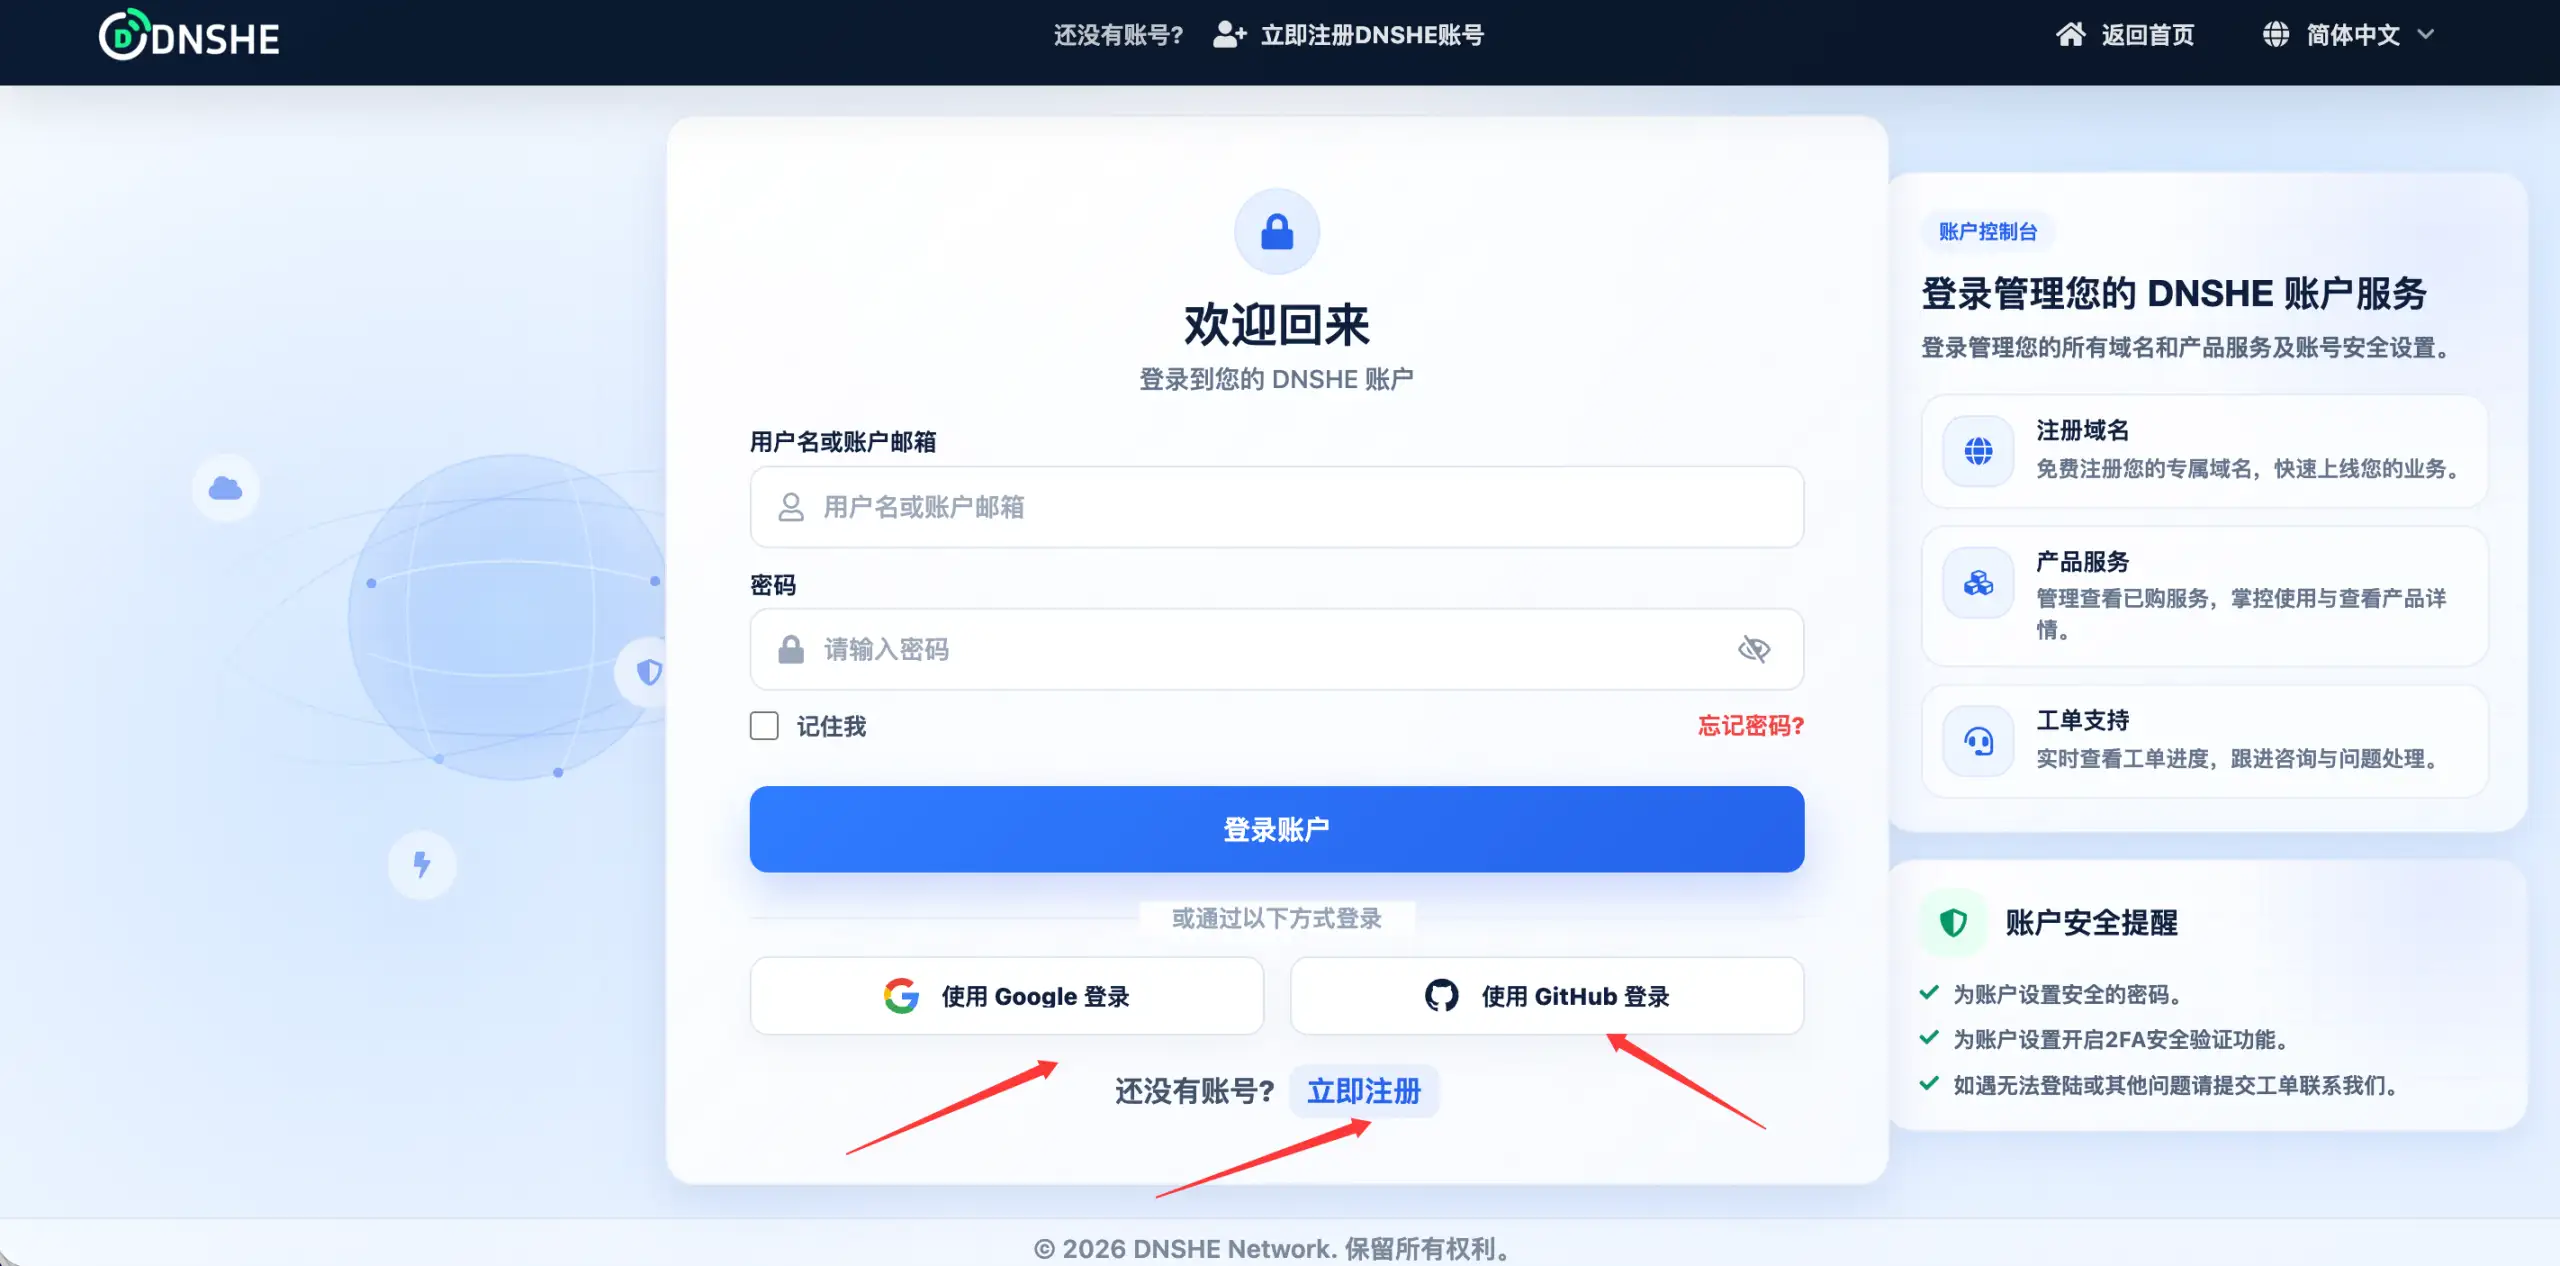 DNSHE
还没有账号?
立即注册DNSHE账号
返回首页
简体中文
欢迎回来
登录到您的 DNSHE 账户
用户名或账户邮箱
用户名或账户邮箱
密码
请输入密码
记住我
忘记密码?
登录账户
或通过以下方式登录
使用 Google 登录
使用 GitHub 登录
还没有账号?
立即注册
账户控制台
登录管理您的 DNSHE 账户服务
登录管理您的所有域名和产品服务及账号安全设置。
注册域名
免费注册您的专属域名，快速上线您的业务。
产品服务
管理查看已购服务，掌控使用与查看产品详
情。
工单支持
实时查看工单进度，跟进咨询与问题处理。
账户安全提醒
为账户设置安全的密码。
为账户设置开启2FA安全验证功能。
如遇无法登陆或其他问题请提交工单联系我们。
© 2026 DNSHE Network. 保留所有权利。